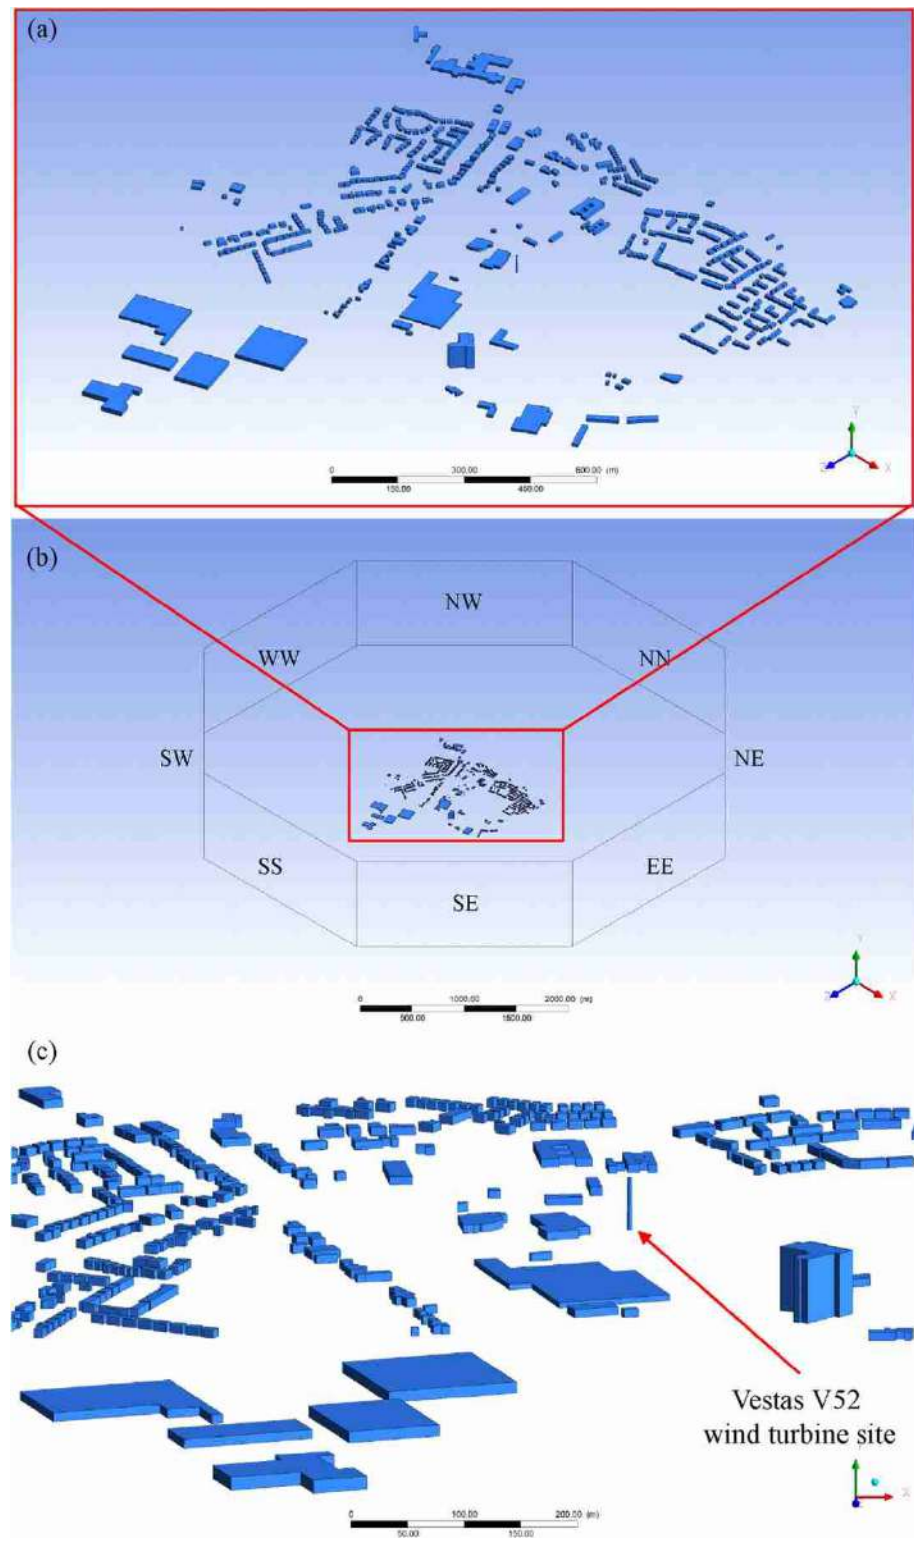 (a)
0 300.00 600.00 (m)
150.00 450.00
Y
Z X
(b)
NW
WW NN
SW NE
SS EE
SE
Y
Z X
0 1000.00 2000.00 (m)
500.00 1500.00
(c)
Vestas V52
wind turbine site
Y
X
0 100.00 200.00 (m)
50.00 150.00